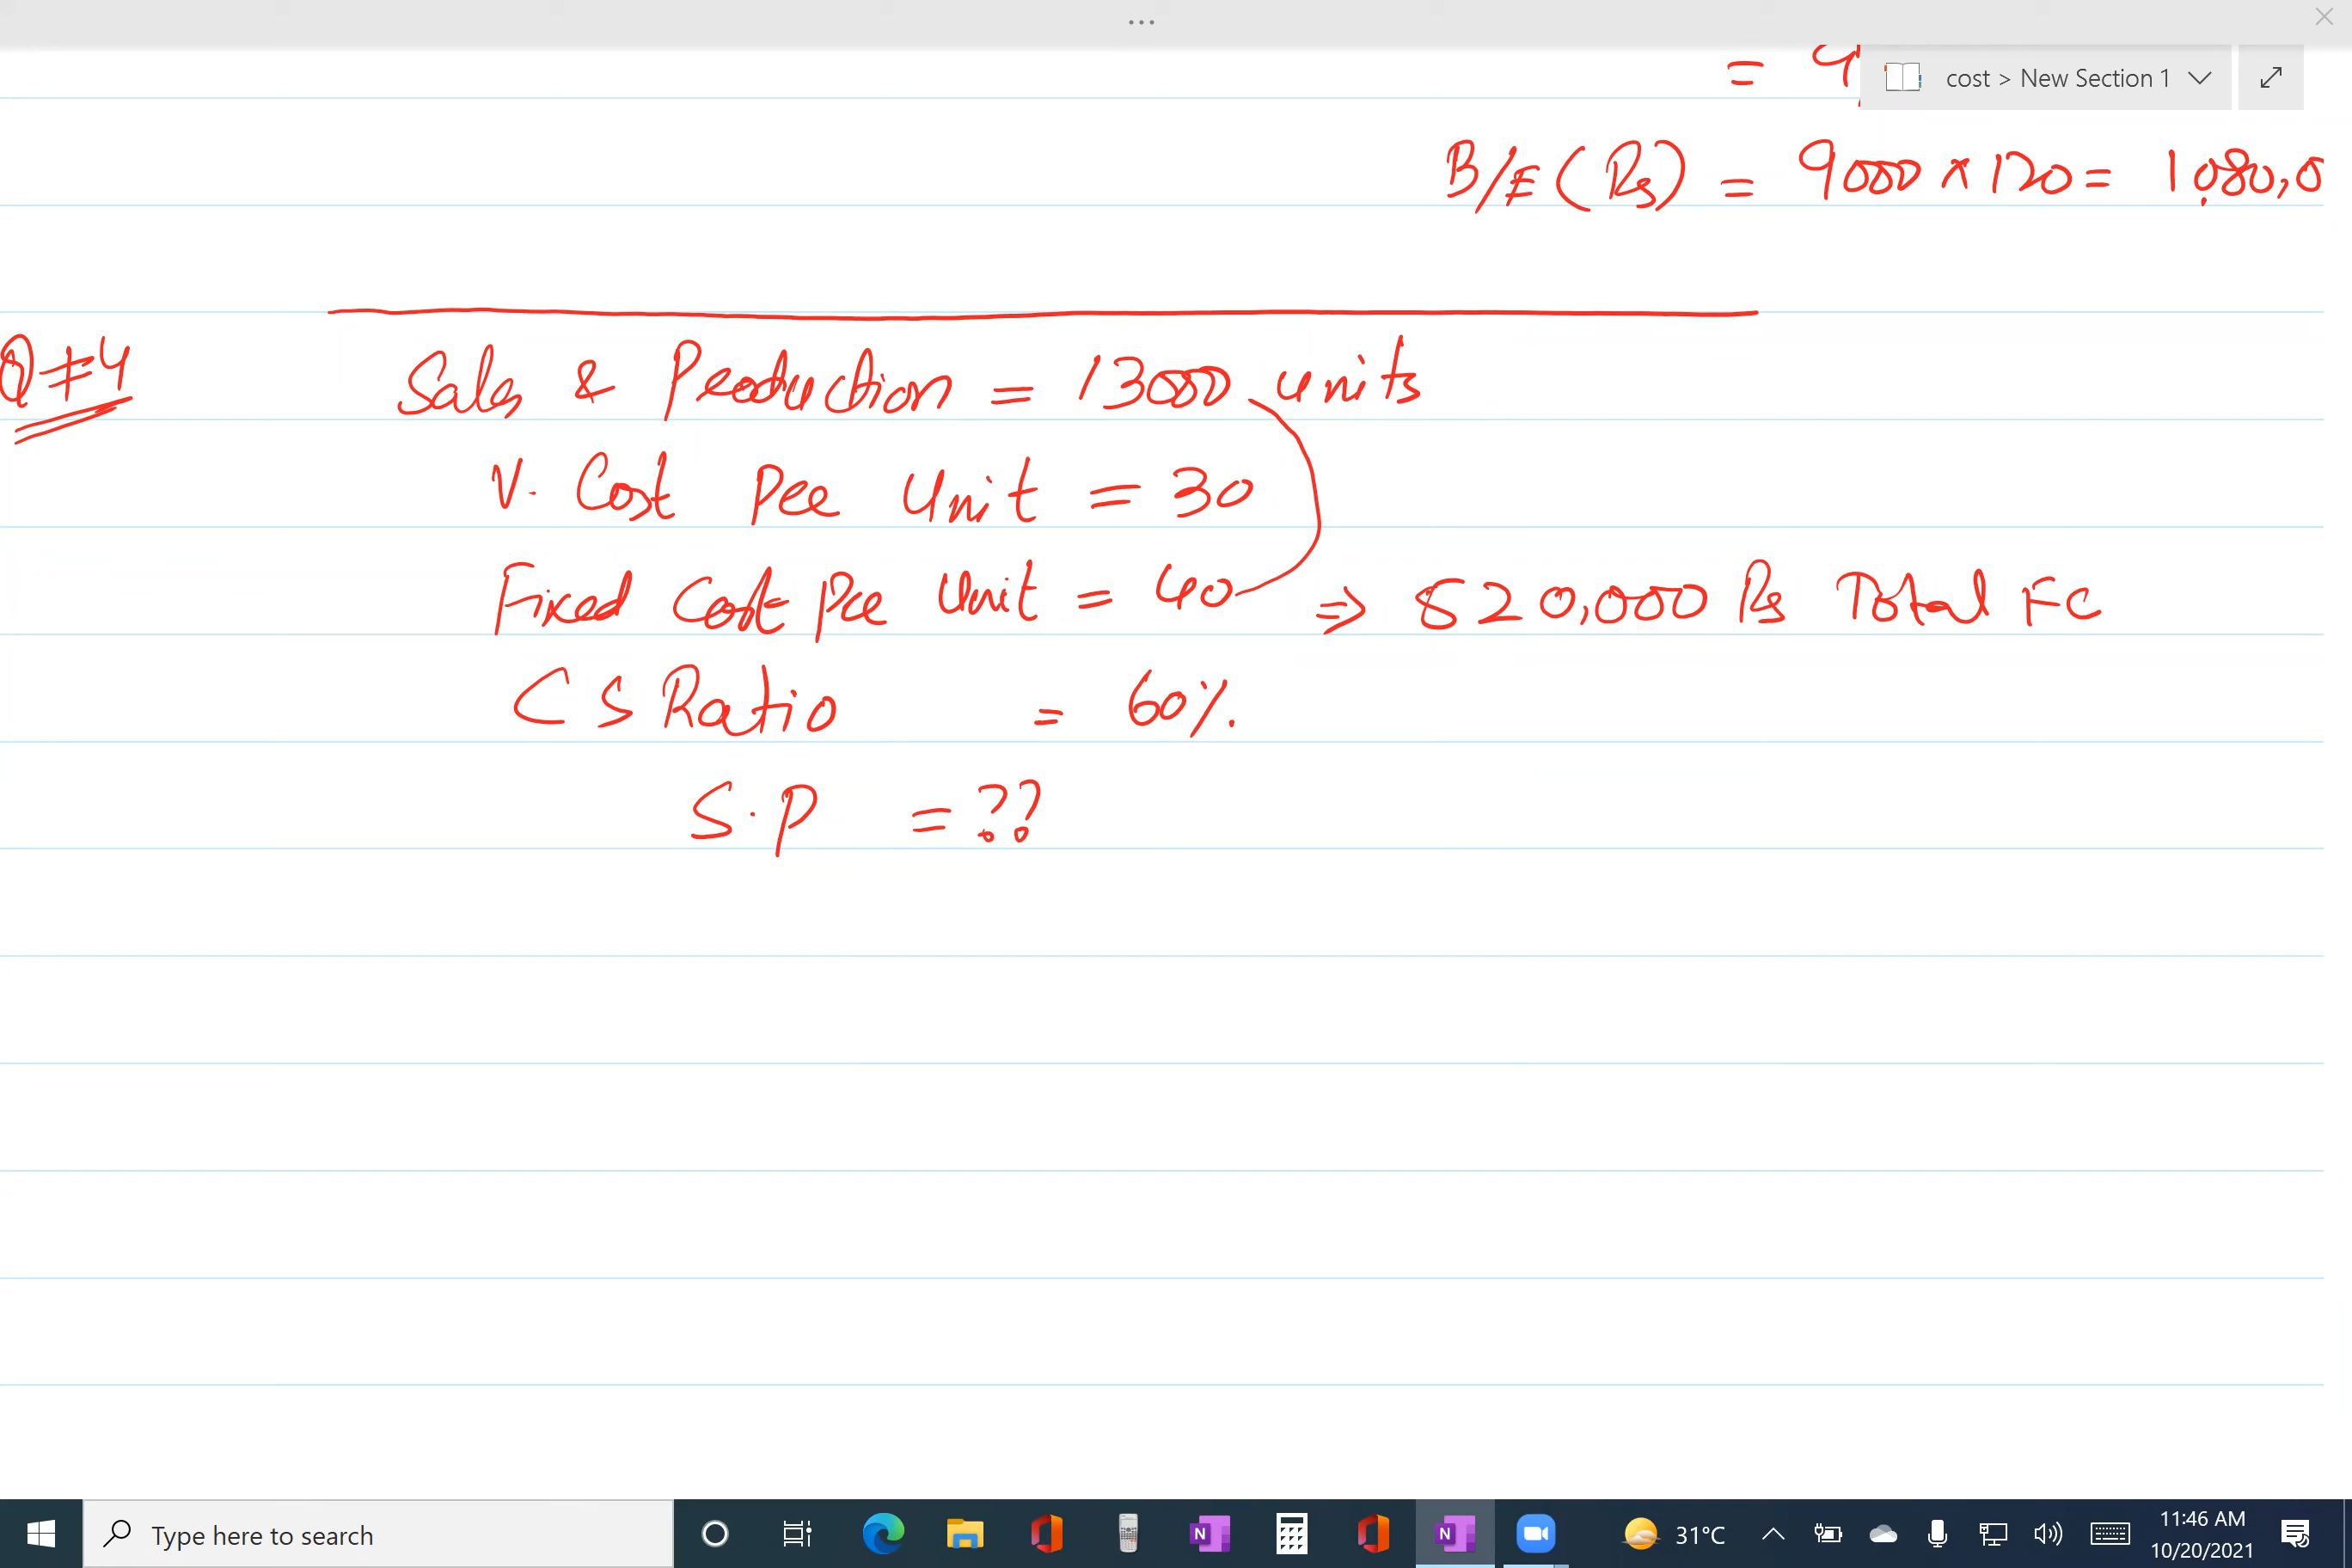 cost > New Section 1
=
B/E (Rs) = 9000 x 120 = 1,080,0
Q#4
Sales & Production = 13000 units
V. Cost Per Unit = 30
Fixed Cost Per Unit = 40 ⇒ 520,000 Rs Total FC
C S Ratio = 60%.
S.P = ??
Type here to search
N
N
31°C
11:46 AM
10/20/2021